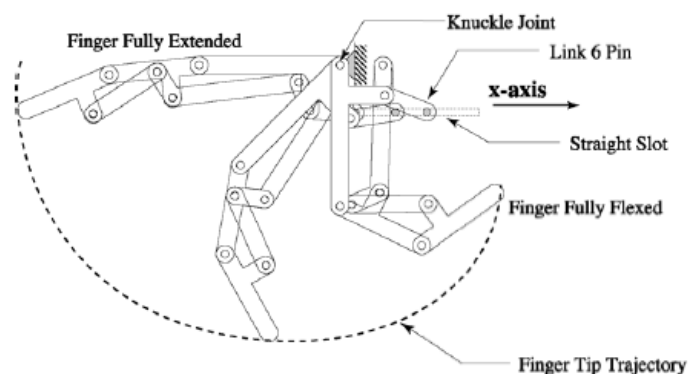 Knuckle Joint
Finger Fully Extended
Link 6 Pin
x-axis
Straight Slot
Finger Fully Flexed
Finger Tip Trajectory